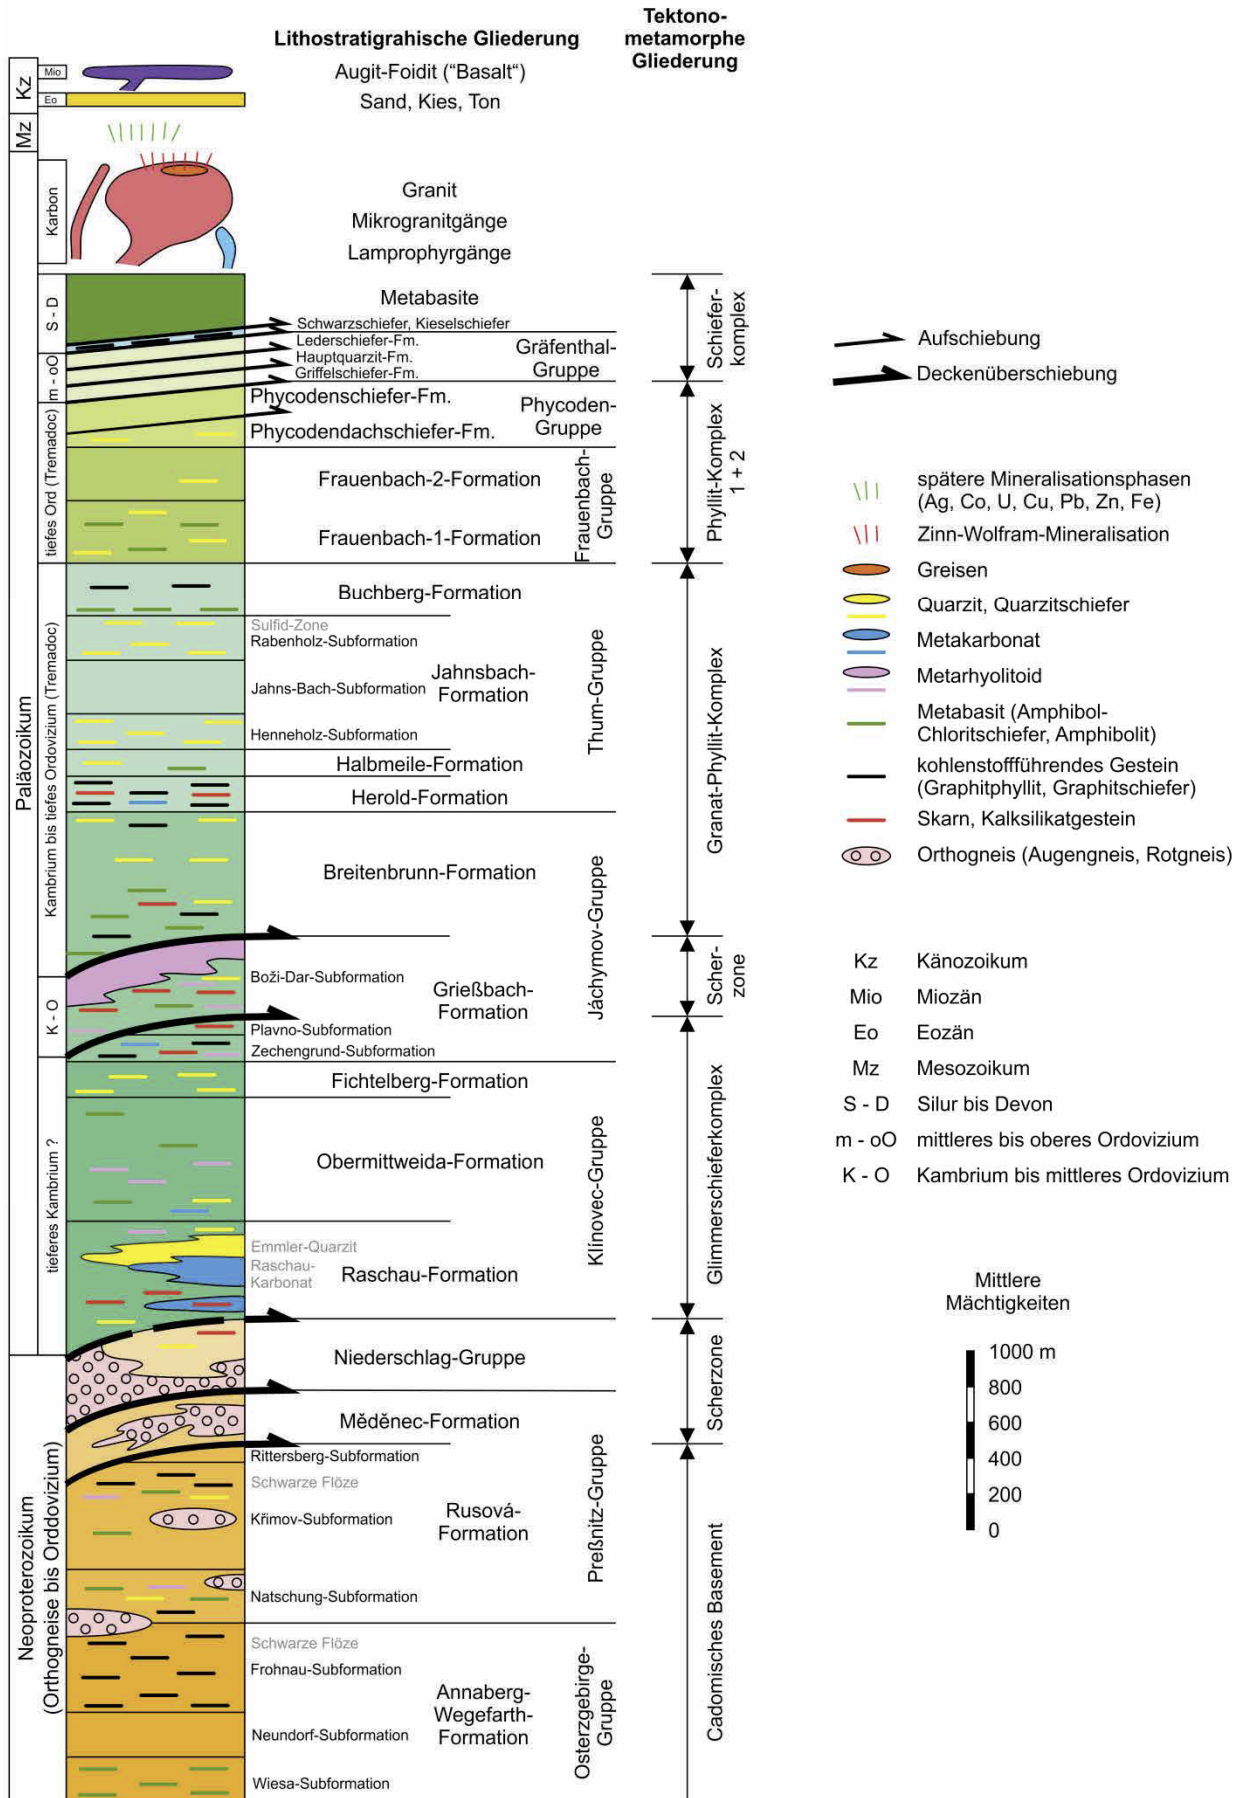 Lithostratigrahische Gliederung
Tektono-
metamorphe
Gliederung
Kz
Mio
Eo
Augit-Foidit ("Basalt“)
Sand, Kies, Ton
Mz
Paläozoikum
Karbon
Granit
Mikrogranitgänge
Lamprophyrgänge
S - D
Metabasite
Schwarzschiefer, Kieselschiefer
m - oO
Lederschiefer-Fm.
Hauptquarzit-Fm.
Griffelschiefer-Fm.
Gräfenthal-
Gruppe
Schiefer-
komplex
tiefes Ord (Tremadoc)
Phycodenschiefer-Fm.
Phycodendachschiefer-Fm.
Phycoden-
Gruppe
Frauenbach-2-Formation
Frauenbach-1-Formation
Frauenbach-
Gruppe
Phyllit-Komplex
1 + 2
Kambrium bis tiefes Ordovizium (Tremadoc)
Buchberg-Formation
Sulfid-Zone
Rabenholz-Subformation
Jahns-Bach-Subformation
Jahnsbach-
Formation
Henneholz-Subformation
Halbmeile-Formation
Herold-Formation
Thum-Gruppe
Granat-Phyllit-Komplex
Breitenbrunn-Formation
Jáchymov-Gruppe
K - O
Boži-Dar-Subformation
Grießbach-
Formation
Plavno-Subformation
Zechengrund-Subformation
Scher-
zone
tieferes Kambrium ?
Fichtelberg-Formation
Obermittweida-Formation
Emmler-Quarzit
Raschau-
Karbonat
Raschau-Formation
Klínovec-Gruppe
Glimmerschieferkomplex
Neoproterozoikum
(Orthogneise bis Orddovizium)
Niederschlag-Gruppe
Měděnec-Formation
Scherzone
Rittersberg-Subformation
Schwarze Flöze
Křimov-Subformation
Rusová-
Formation
Natschung-Subformation
Preßnitz-Gruppe
Schwarze Flöze
Frohnau-Subformation
Annaberg-
Wegefarth-
Formation
Neundorf-Subformation
Wiesa-Subformation
Osterzgebirge-
Gruppe
Cadomisches Basement
Aufschiebung
Deckenüberschiebung
spätere Mineralisationsphasen
(Ag, Co, U, Cu, Pb, Zn, Fe)
Zinn-Wolfram-Mineralisation
Greisen
Quarzit, Quarzitschiefer
Metakarbonat
Metarhyolitoid
Metabasit (Amphibol-
Chloritschiefer, Amphibolit)
kohlenstoffführendes Gestein
(Graphitphyllit, Graphitschiefer)
Skarn, Kalksilikatgestein
Orthogneis (Augengneis, Rotgneis)
Kz Känozoikum
Mio Miozän
Eo Eozän
Mz Mesozoikum
S - D Silur bis Devon
m - oO mittleres bis oberes Ordovizium
K - O Kambrium bis mittleres Ordovizium
Mittlere
Mächtigkeiten
1000 m
800
600
400
200
0